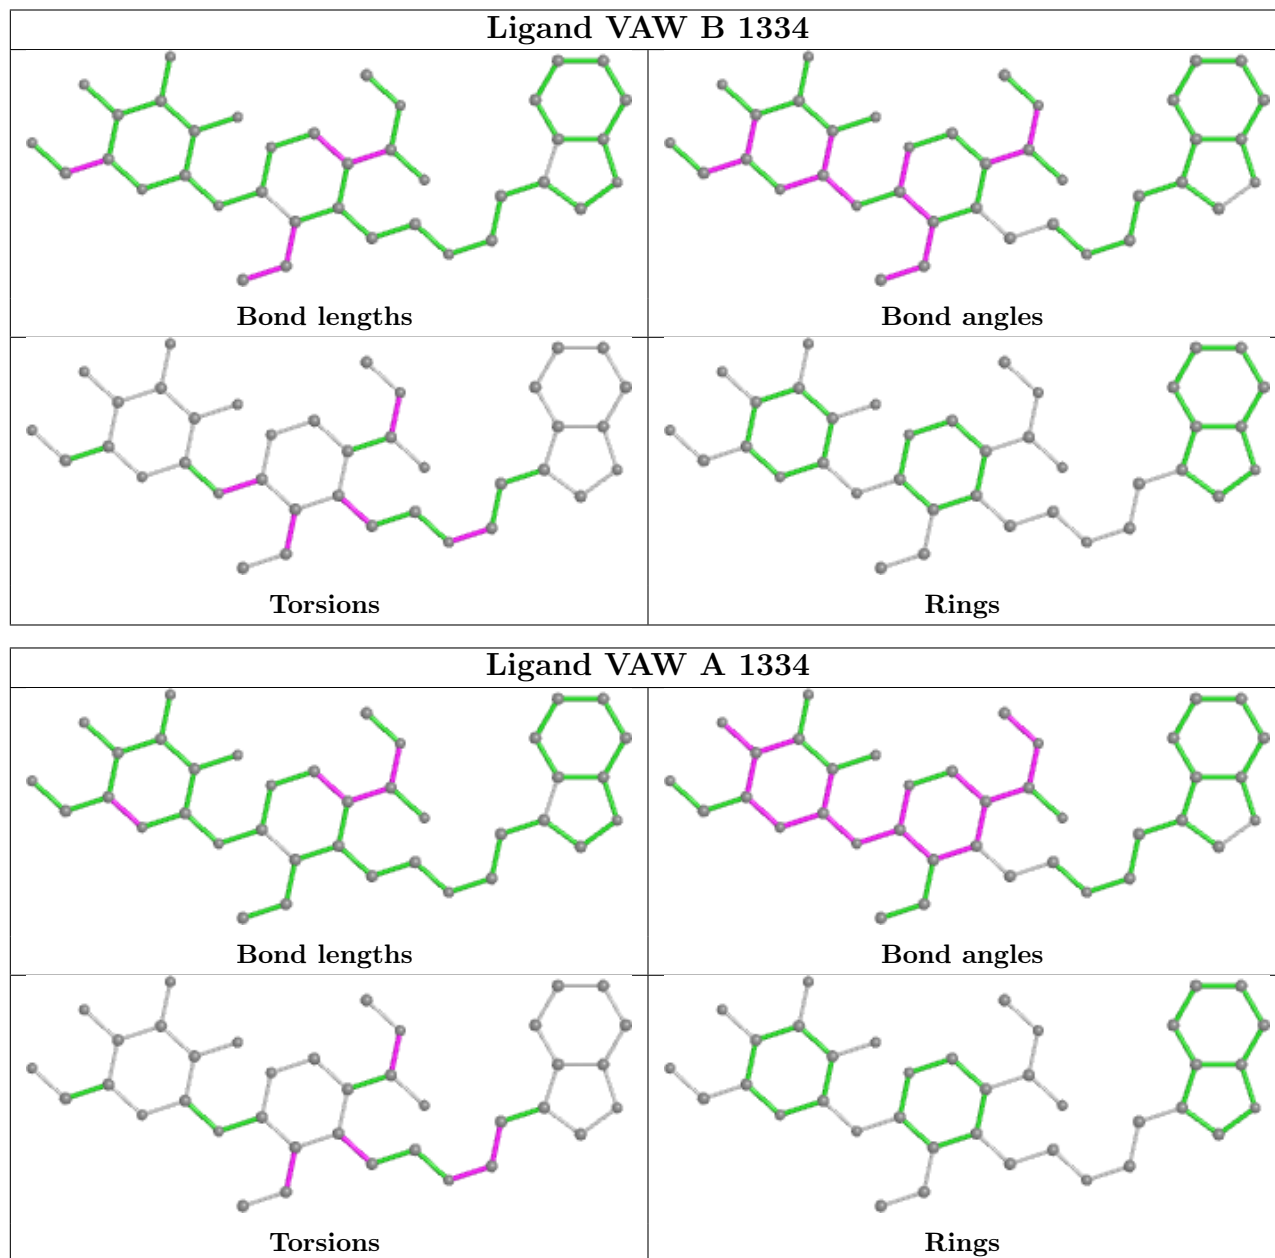 Ligand VAW B 1334
Bond lengths
Bond angles
Torsions
Rings
Ligand VAW A 1334
Bond lengths
Bond angles
Torsions
Rings